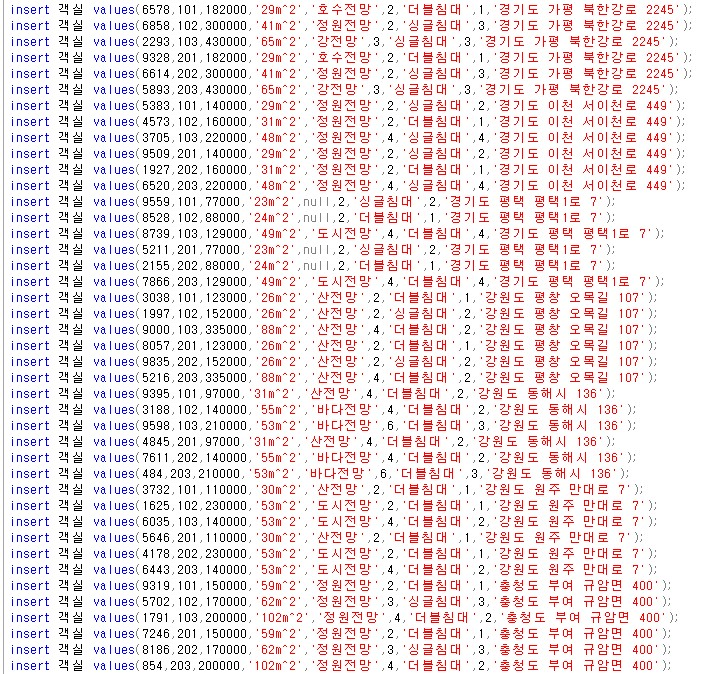 insert 객실 values(6578,101,182000,'29m^2','호수전망',2,'더블침대',1,'경기도 가평 북한강로 2245');
insert 객실 values(6858,102,300000,'41m^2','정원전망',2,'싱글침대',3,'경기도 가평 북한강로 2245');
insert 객실 values(2293,103,430000,'65m^2','강전망',3,'싱글침대',3,'경기도 가평 북한강로 2245');
insert 객실 values(9328,201,182000,'29m^2','호수전망',2,'더블침대',1,'경기도 가평 북한강로 2245');
insert 객실 values(6614,202,300000,'41m^2','정원전망',2,'싱글침대',3,'경기도 가평 북한강로 2245');
insert 객실 values(5893,203,430000,'65m^2','강전망',3,'싱글침대',3,'경기도 가평 북한강로 2245');
insert 객실 values(5383,101,140000,'29m^2','정원전망',2,'싱글침대',2,'경기도 이천 서이천로 449');
insert 객실 values(4573,102,160000,'31m^2','정원전망',2,'더블침대',1,'경기도 이천 서이천로 449');
insert 객실 values(3705,103,220000,'48m^2','정원전망',4,'싱글침대',4,'경기도 이천 서이천로 449');
insert 객실 values(9509,201,140000,'29m^2','정원전망',2,'싱글침대',2,'경기도 이천 서이천로 449');
insert 객실 values(1927,202,160000,'31m^2','정원전망',2,'더블침대',1,'경기도 이천 서이천로 449');
insert 객실 values(6520,203,220000,'48m^2','정원전망',4,'싱글침대',4,'경기도 이천 서이천로 449');
insert 객실 values(9559,101,77000,'23m^2',null,2,'싱글침대',2,'경기도 평택 평택1로 7');
insert 객실 values(8528,102,88000,'24m^2',null,2,'더블침대',1,'경기도 평택 평택1로 7');
insert 객실 values(8739,103,129000,'49m^2','도시전망',4,'더블침대',4,'경기도 평택 평택1로 7');
insert 객실 values(5211,201,77000,'23m^2',null,2,'싱글침대',2,'경기도 평택 평택1로 7');
insert 객실 values(2155,202,88000,'24m^2',null,2,'더블침대',1,'경기도 평택 평택1로 7');
insert 객실 values(7866,203,129000,'49m^2','도시전망',4,'더블침대',4,'경기도 평택 평택1로 7');
insert 객실 values(3038,101,123000,'26m^2','산전망',2,'더블침대',1,'강원도 평창 오목길 107');
insert 객실 values(1997,102,152000,'26m^2','산전망',2,'싱글침대',2,'강원도 평창 오목길 107');
insert 객실 values(9000,103,335000,'88m^2','산전망',4,'더블침대',2,'강원도 평창 오목길 107');
insert 객실 values(8057,201,123000,'26m^2','산전망',2,'더블침대',1,'강원도 평창 오목길 107');
insert 객실 values(9835,202,152000,'26m^2','산전망',2,'싱글침대',2,'강원도 평창 오목길 107');
insert 객실 values(5216,203,335000,'88m^2','산전망',4,'더블침대',2,'강원도 평창 오목길 107');
insert 객실 values(9395,101,97000,'31m^2','산전망',4,'더블침대',2,'강원도 동해시 136');
insert 객실 values(3188,102,140000,'55m^2','바다전망',4,'더블침대',2,'강원도 동해시 136');
insert 객실 values(9598,103,210000,'53m^2','바다전망',6,'더블침대',3,'강원도 동해시 136');
insert 객실 values(4845,201,97000,'31m^2','산전망',4,'더블침대',2,'강원도 동해시 136');
insert 객실 values(7611,202,140000,'55m^2','바다전망',4,'더블침대',2,'강원도 동해시 136');
insert 객실 values(484,203,210000,'53m^2','바다전망',6,'더블침대',3,'강원도 동해시 136');
insert 객실 values(3732,101,110000,'30m^2','산전망',2,'더블침대',1,'강원도 원주 만대로 7');
insert 객실 values(1625,102,230000,'53m^2','도시전망',2,'더블침대',1,'강원도 원주 만대로 7');
insert 객실 values(6035,103,140000,'53m^2','도시전망',4,'더블침대',2,'강원도 원주 만대로 7');
insert 객실 values(5646,201,110000,'30m^2','산전망',2,'더블침대',1,'강원도 원주 만대로 7');
insert 객실 values(4178,202,230000,'53m^2','도시전망',2,'더블침대',1,'강원도 원주 만대로 7');
insert 객실 values(6443,203,140000,'53m^2','도시전망',4,'더블침대',2,'강원도 원주 만대로 7');
insert 객실 values(9319,101,150000,'59m^2','정원전망',2,'더블침대',1,'충청도 부여 규암면 400');
insert 객실 values(5702,102,170000,'62m^2','정원전망',3,'싱글침대',3,'충청도 부여 규암면 400');
insert 객실 values(1791,103,200000,'102m^2','정원전망',4,'더블침대',2,'충청도 부여 규암면 400');
insert 객실 values(7246,201,150000,'59m^2','정원전망',2,'더블침대',1,'충청도 부여 규암면 400');
insert 객실 values(8186,202,170000,'62m^2','정원전망',3,'싱글침대',3,'충청도 부여 규암면 400');
insert 객실 values(854,203,200000,'102m^2','정원전망',4,'더블침대',2,'충청도 부여 규암면 400');